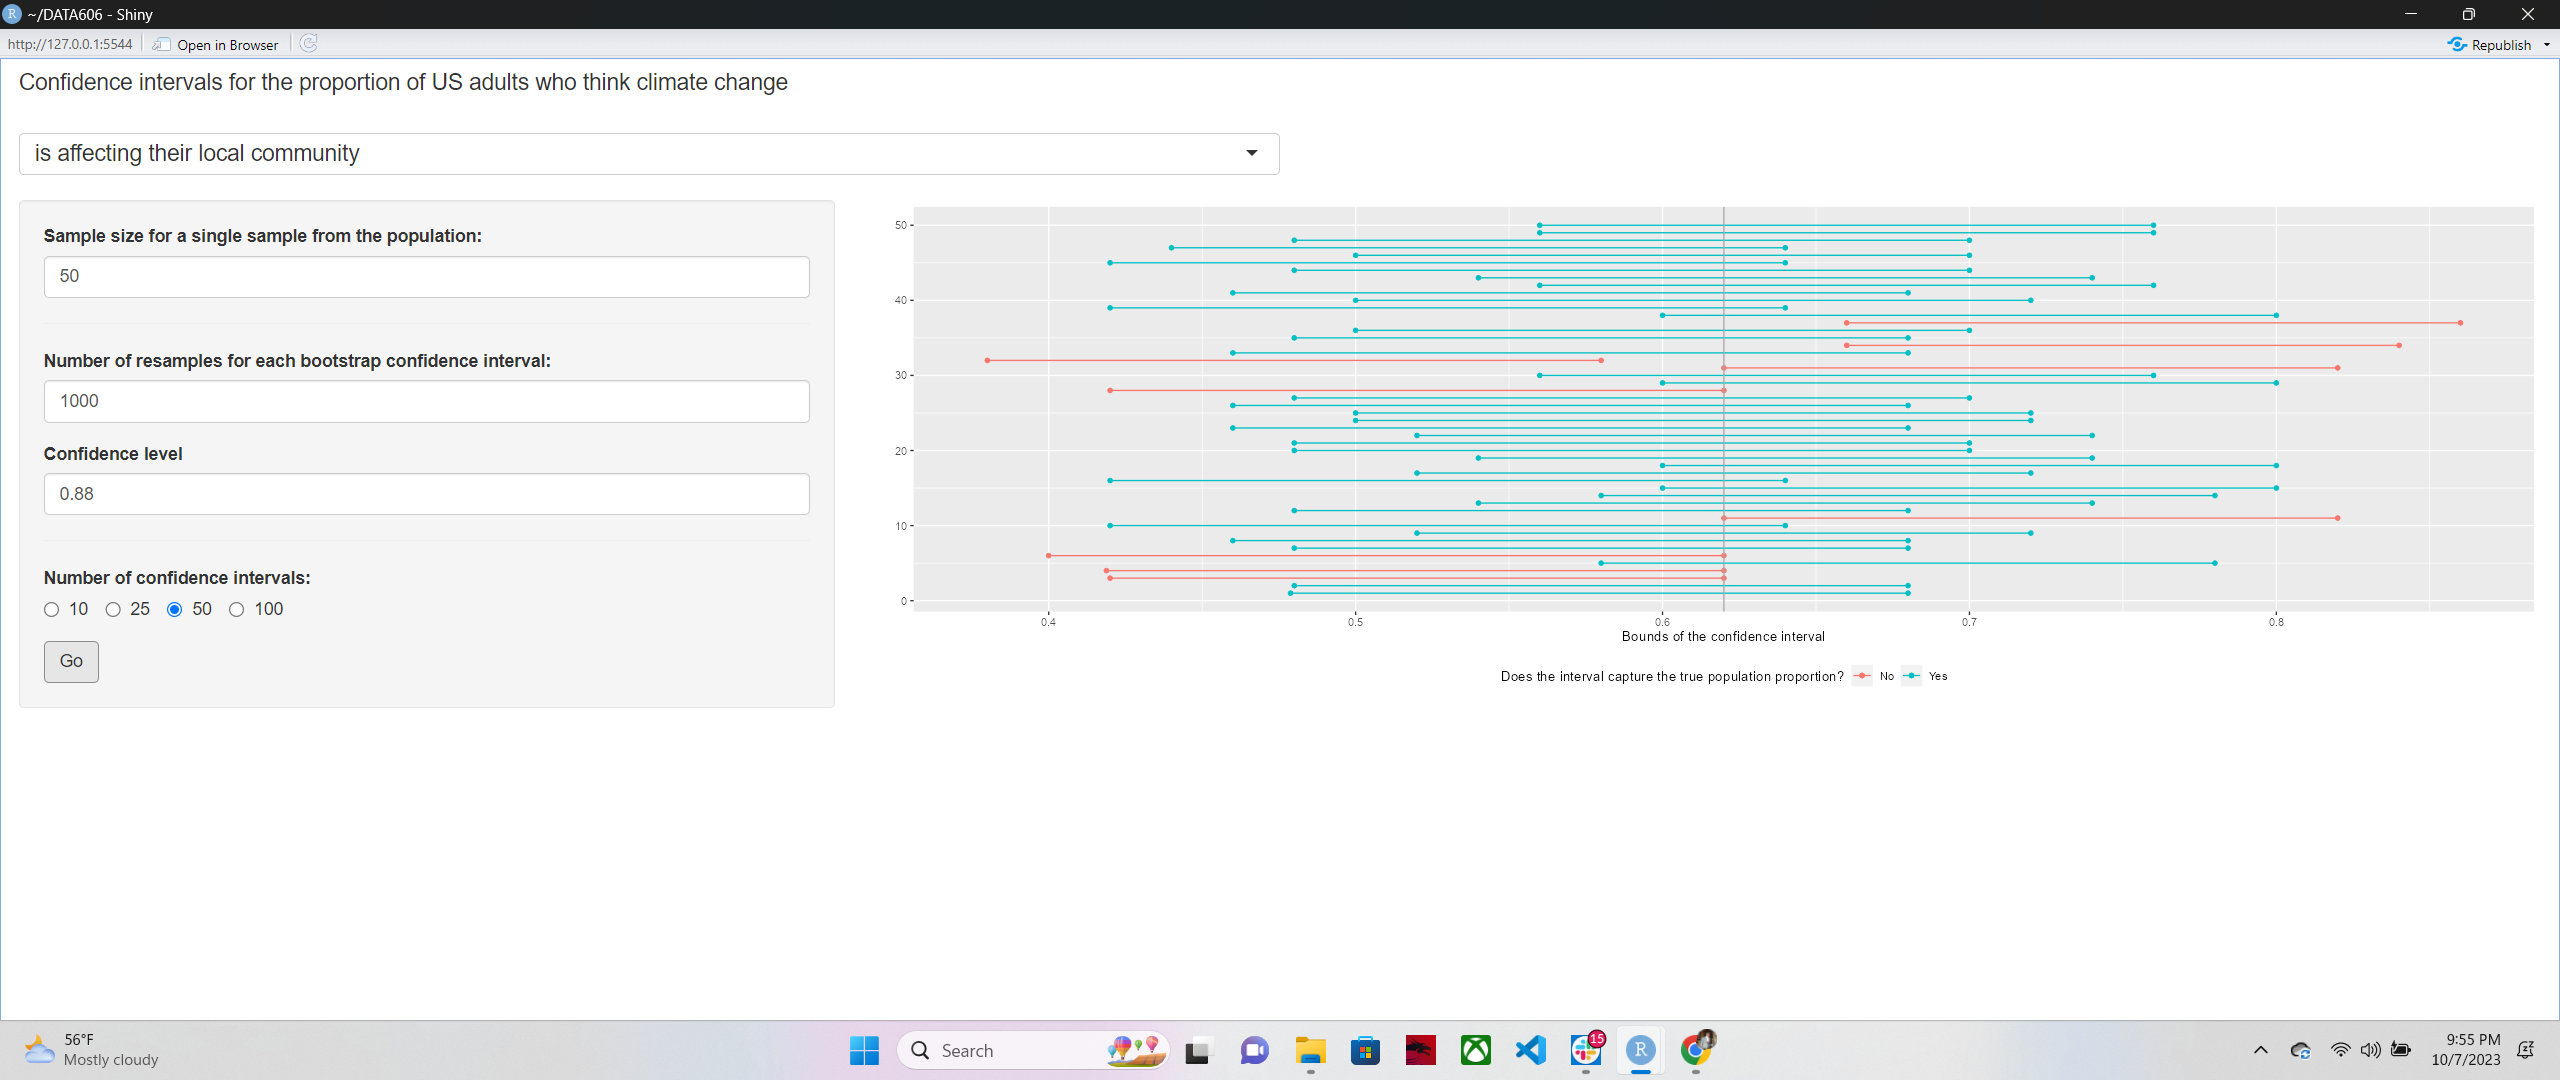 ~/DATA606 - Shiny
http://127.0.0.1:5544 Open in Browser Republish
Confidence intervals for the proportion of US adults who think climate change
is affecting their local community
Sample size for a single sample from the population:
50
Number of resamples for each bootstrap confidence interval:
1000
Confidence level
0.88
Number of confidence intervals:
10 25 50 100
Go
50
40
30
20
10
0
0.4 0.5 0.6 0.7 0.8
Bounds of the confidence interval
Does the interval capture the true population proportion? No Yes
56°F
Mostly cloudy
Search
15
R
9:55 PM
10/7/2023